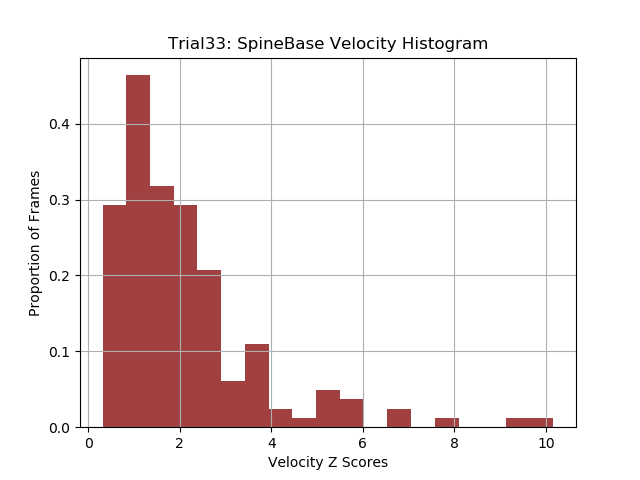 Trial33: SpineBase Velocity Histogram
Proportion of Frames
0.4
0.3
0.2
0.1
0.0
0 2 4 6 8 10
Velocity Z Scores